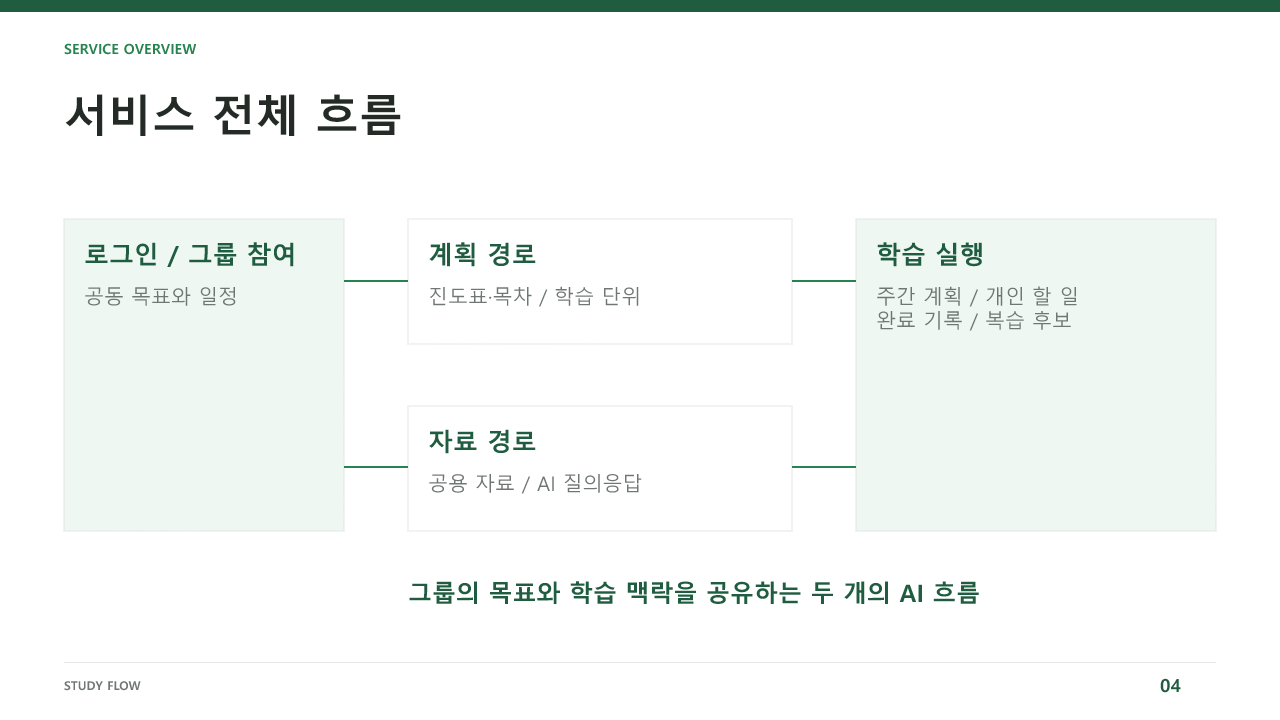 SERVICE OVERVIEW
서비스 전체 흐름
로그인 / 그룹 참여
공동 목표와 일정
계획 경로
진도표·목차 / 학습 단위
자료 경로
공용 자료 / AI 질의응답
학습 실행
주간 계획 / 개인 할 일
완료 기록 / 복습 후보
그룹의 목표와 학습 맥락을 공유하는 두 개의 AI 흐름
STUDY FLOW
04